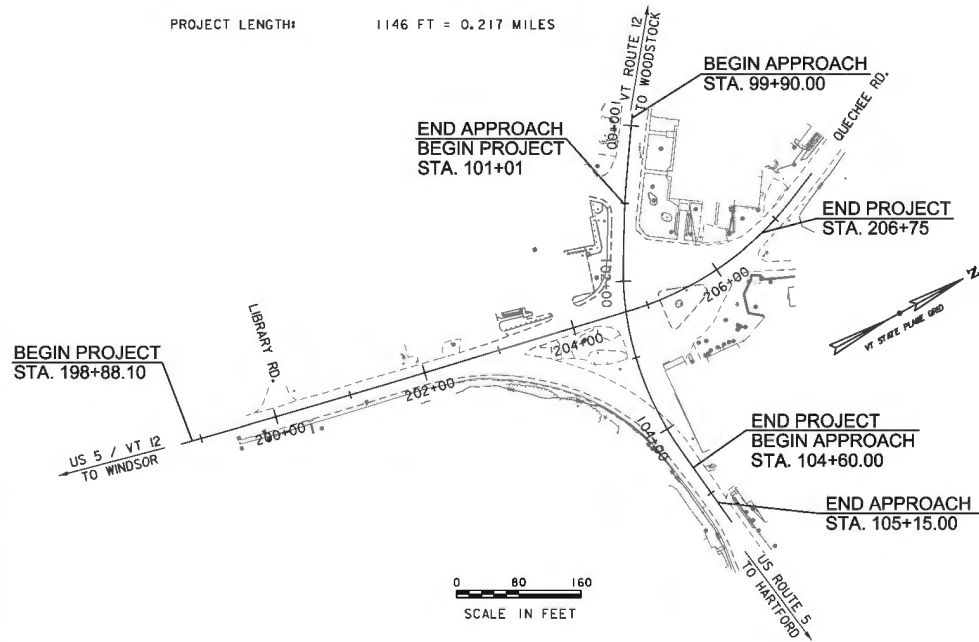 PROJECT LENGTH: 1146 FT = 0.217 MILES
VT ROUTE 12
TO WOODSTOCK
BEGIN APPROACH
STA. 99+90.00
QUECHEE RD.
100+00
END APPROACH
BEGIN PROJECT
STA. 101+01
END PROJECT
STA. 206+75
102+00
206+00
N
VT STATE PLANE GRID
LIBRARY RD.
204+00
BEGIN PROJECT
STA. 198+88.10
202+00
200+00
104+00
END PROJECT
BEGIN APPROACH
STA. 104+60.00
US 5 / VT 12
TO WINDSOR
END APPROACH
STA. 105+15.00
US ROUTE 5
TO HARTFORD
0 80 160
SCALE IN FEET